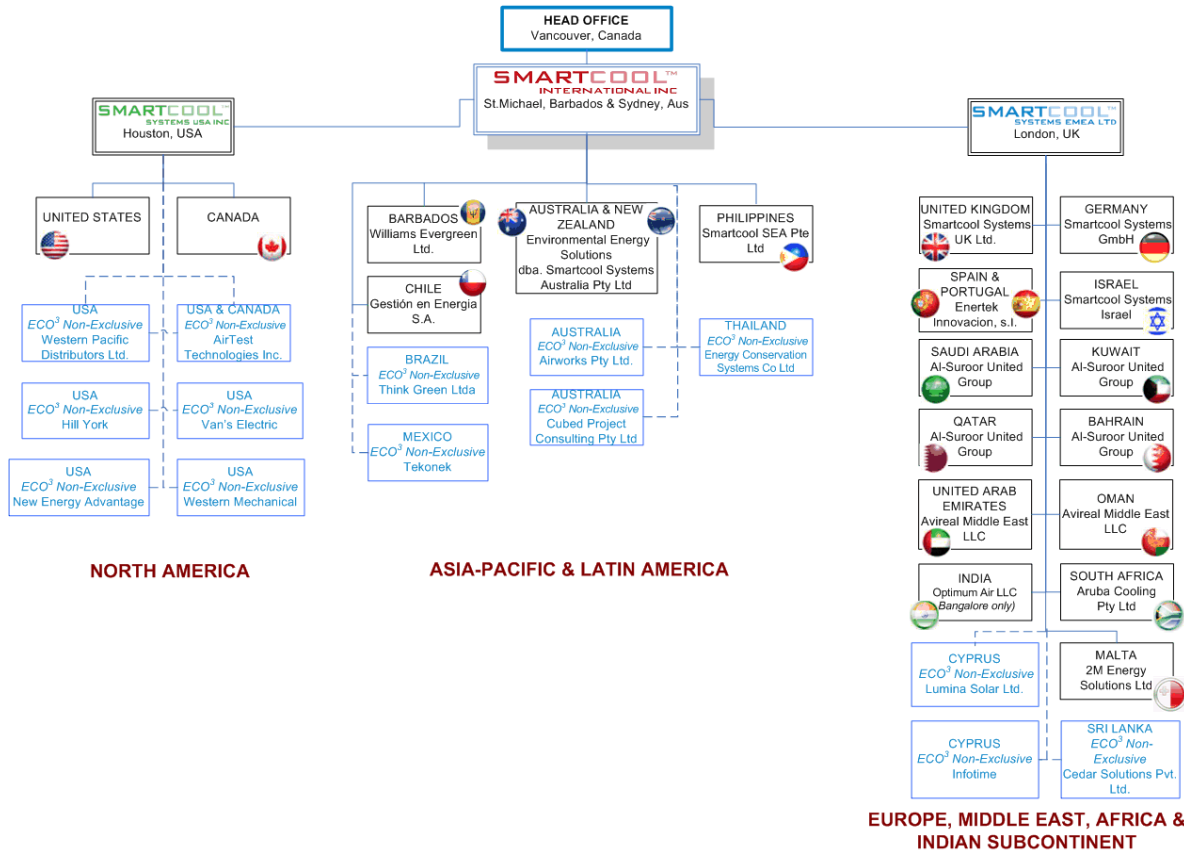 HEAD OFFICE
Vancouver, Canada
SMARTCOOL™
INTERNATIONAL INC
St.Michael, Barbados & Sydney, Aus
SMARTCOOL™
SYSTEMS USA INC
Houston, USA
SMARTCOOL™
SYSTEMS EMEA LTD
London, UK
UNITED STATES
CANADA
USA
ECO³ Non-Exclusive
Western Pacific
Distributors Ltd.
USA & CANADA
ECO³ Non-Exclusive
AirTest
Technologies Inc.
USA
ECO³ Non-Exclusive
Hill York
USA
ECO³ Non-Exclusive
Van's Electric
USA
ECO³ Non-Exclusive
New Energy Advantage
USA
ECO³ Non-Exclusive
Western Mechanical
NORTH AMERICA
BARBADOS
Williams Evergreen
Ltd.
AUSTRALIA & NEW
ZEALAND
Environmental Energy
Solutions
dba. Smartcool Systems
Australia Pty Ltd
PHILIPPINES
Smartcool SEA Pte
Ltd
CHILE
Gestión en Energía
S.A.
BRAZIL
ECO³ Non-Exclusive
Think Green Ltda
MEXICO
ECO³ Non-Exclusive
Tekonek
AUSTRALIA
ECO³ Non-Exclusive
Airworks Pty Ltd.
THAILAND
ECO³ Non-Exclusive
Energy Conservation
Systems Co Ltd
AUSTRALIA
ECO³ Non-Exclusive
Cubed Project
Consulting Pty Ltd
ASIA-PACIFIC & LATIN AMERICA
UNITED KINGDOM
Smartcool Systems
UK Ltd.
GERMANY
Smartcool Systems
GmbH
SPAIN &
PORTUGAL
Enertek
Innovacion, s.l.
ISRAEL
Smartcool Systems
Israel
SAUDI ARABIA
Al-Suroor United
Group
KUWAIT
Al-Suroor United
Group
QATAR
Al-Suroor United
Group
BAHRAIN
Al-Suroor United
Group
UNITED ARAB
EMIRATES
Avireal Middle East
LLC
OMAN
Avireal Middle East
LLC
INDIA
Optimum Air LLC
(Bangalore only)
SOUTH AFRICA
Aruba Cooling
Pty Ltd
CYPRUS
ECO³ Non-Exclusive
Lumina Solar Ltd.
MALTA
2M Energy
Solutions Ltd
CYPRUS
ECO³ Non-Exclusive
Infotime
SRI LANKA
ECO³ Non-
Exclusive
Cedar Solutions Pvt.
Ltd.
EUROPE, MIDDLE EAST, AFRICA &
INDIAN SUBCONTINENT